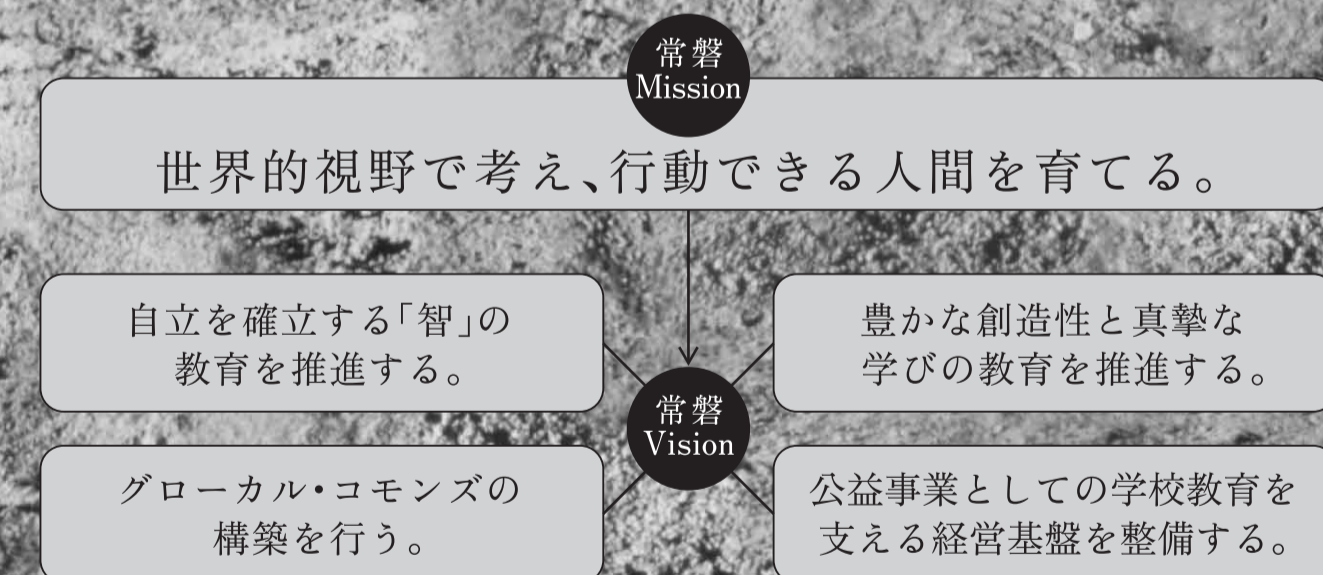 常磐
Mission
世界的視野で考え、行動できる人間を育てる。
自立を確立する「智」の
教育を推進する。
豊かな創造性と真摯な
学びの教育を推進する。
常磐
Vision
グローカル・コモンズの
構築を行う。
公益事業としての学校教育を
支える経営基盤を整備する。